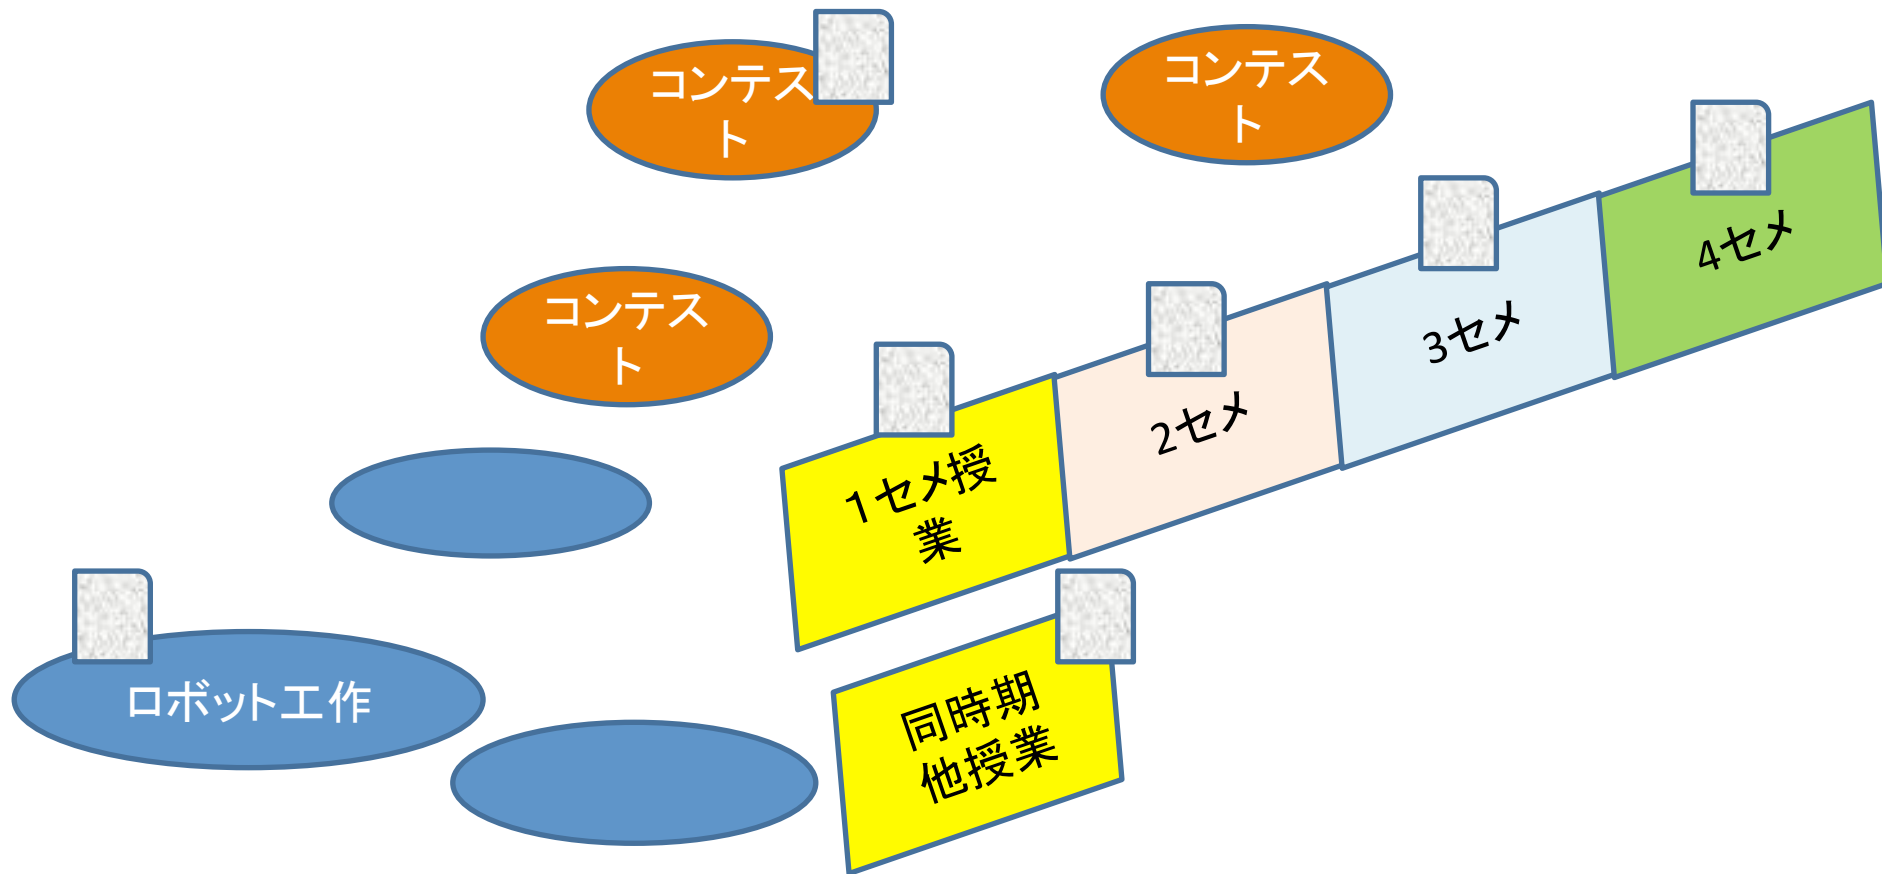 コンテス
ト
コンテス
ト
4セメ
3セメ
コンテス
ト
2セメ
１セメ授
業
ロボット工作
同時期
他授業